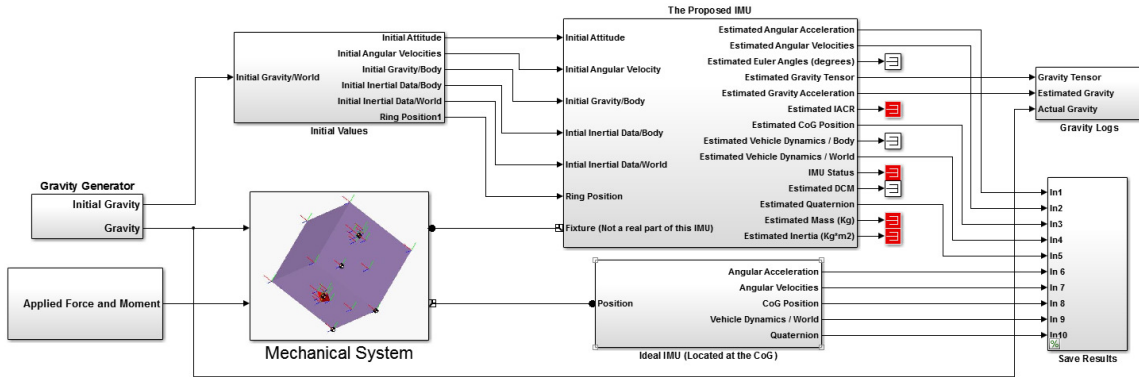 The Proposed IMU
Initial Gravity/World
Initial Attitude
Initial Angular Velocities
Initial Gravity/Body
Initial Inertial Data/Body
Initial Inertial Data/World
Ring Position1
Initial Values
Initial Attitude
Initial Angular Velocity
Initial Gravity/Body
Intial Inertial Data/Body
Intial Inertial Data/World
Ring Position
Fixture (Not a real part of this IMU)
Estimated Angular Acceleration
Estimated Angular Velocities
Estimated Euler Angles (degrees)
Estimated Gravity Tensor
Estimated Gravity Acceleration
Estimated IACR
Estimated CoG Position
Estimated Vehicle Dynamics / Body
Estimated Vehicle Dynamics / World
IMU Status
Estimated DCM
Estimated Quaternion
Estimated Mass (Kg)
Estimated Inertia (Kg*m2)
Gravity Tensor
Estimated Gravity
Actual Gravity
Gravity Logs
Gravity Generator
Initial Gravity
Gravity
Applied Force and Moment
Mechanical System
Position
Angular Acceleration
Angular Velocities
CoG Position
Vehicle Dynamics / World
Quaternion
Ideal IMU (Located at the CoG)
In1
In2
In3
In4
In5
In 6
In 7
In 8
In 9
In10
%
Save Results